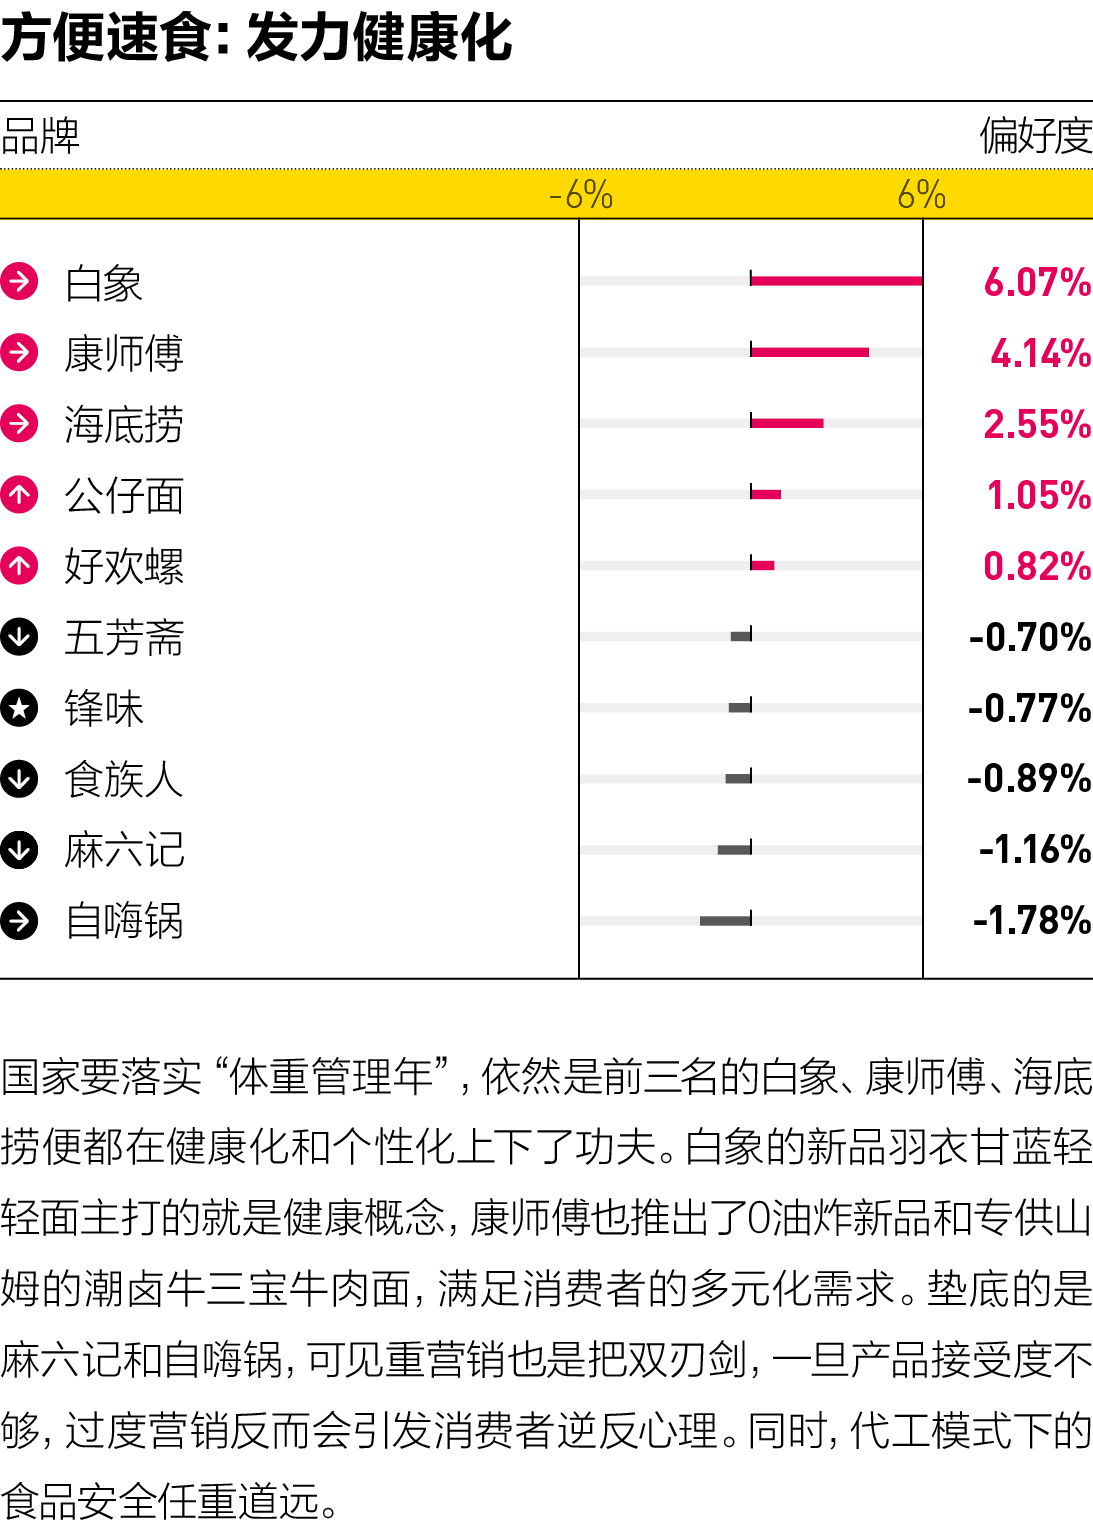 方便速食：发力健康化
品牌 偏好度
-6% 6%
白象 6.07%
康师傅 4.14%
海底捞 2.55%
公仔面 1.05%
好欢螺 0.82%
五芳斋 -0.70%
锋味 -0.77%
食族人 -0.89%
麻六记 -1.16%
自嗨锅 -1.78%
国家要落实“体重管理年”，依然是前三名的白象、康师傅、海底
捞便都在健康化和个性化上下了功夫。白象的新品羽衣甘蓝轻
轻面主打的就是健康概念，康师傅也推出了0油炸新品和专供山
姆的潮卤牛三宝牛肉面，满足消费者的多元化需求。垫底的是
麻六记和自嗨锅，可见重营销也是把双刃剑，一旦产品接受度不
够，过度营销反而会引发消费者逆反心理。同时，代工模式下的
食品安全任重道远。